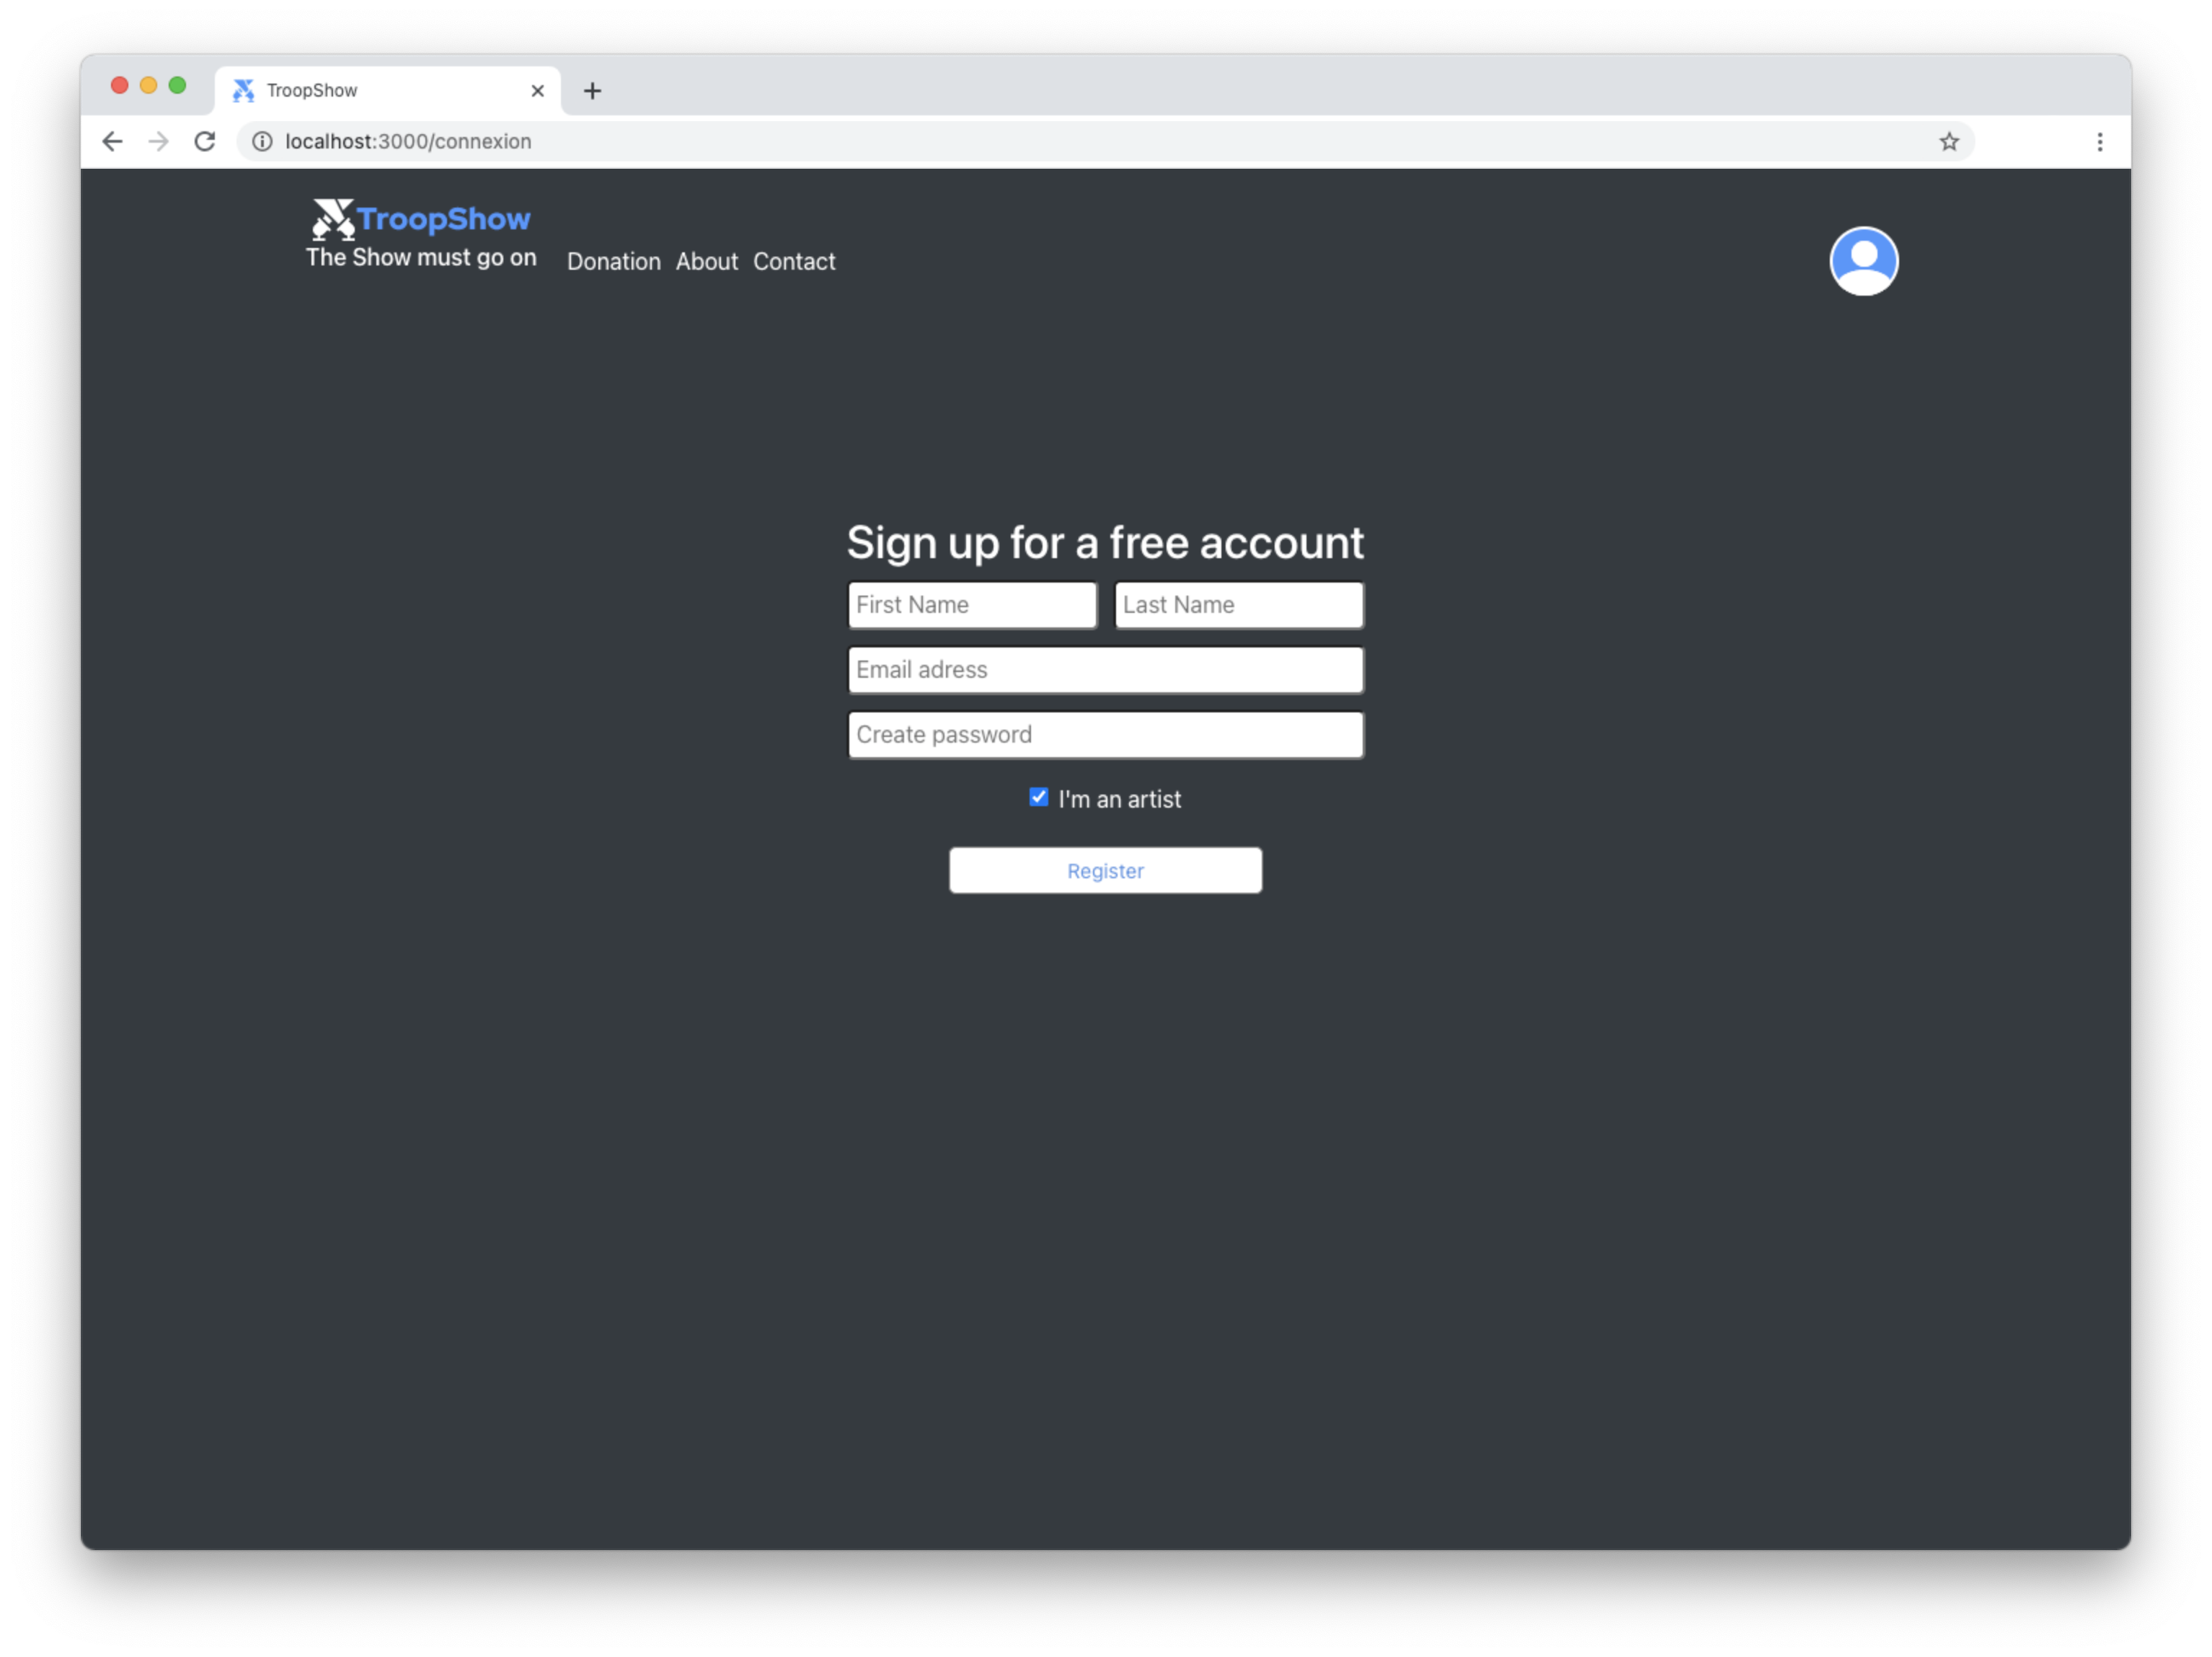 TroopShow
localhost:3000/connexion
TroopShow
The Show must go on
Donation About Contact
Sign up for a free account
First Name Last Name
Email adress
Create password
I'm an artist
Register